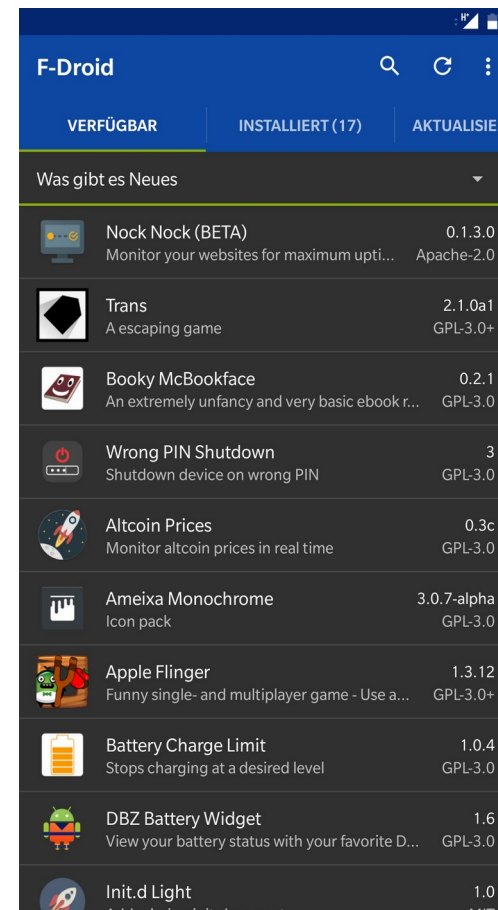 H+
F-Droid
VERFÜGBAR INSTALLIERT (17) AKTUALISIE
Was gibt es Neues
Nock Nock (BETA) 0.1.3.0
Monitor your websites for maximum upti... Apache-2.0
Trans 2.1.0a1
A escaping game GPL-3.0+
Booky McBookface 0.2.1
An extremely unfancy and very basic ebook r... GPL-3.0
Wrong PIN Shutdown 3
Shutdown device on wrong PIN GPL-3.0
Altcoin Prices 0.3c
Monitor altcoin prices in real time GPL-3.0
Ameixa Monochrome 3.0.7-alpha
Icon pack GPL-3.0
Apple Flinger 1.3.12
Funny single- and multiplayer game - Use a... GPL-3.0+
Battery Charge Limit 1.0.4
Stops charging at a desired level GPL-3.0
DBZ Battery Widget 1.6
View your battery status with your favorite D... GPL-3.0
Init.d Light 1.0